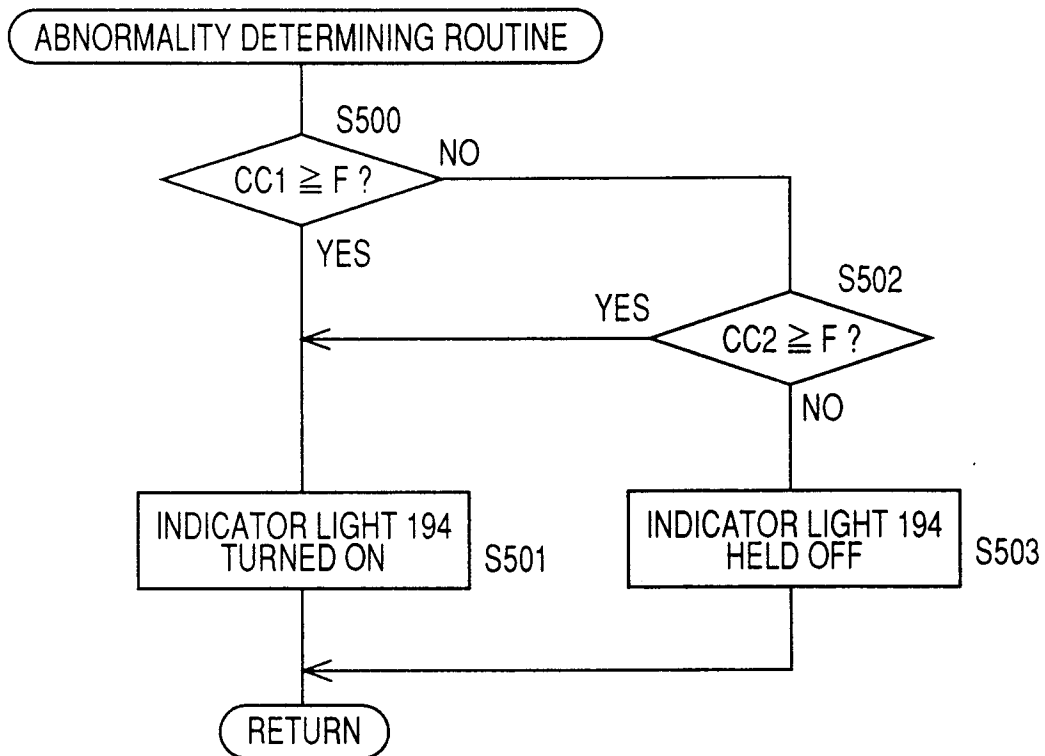 ABNORMALITY DETERMINING ROUTINE
S500
CC1 ≧ F ?
NO
YES
S502
YES
CC2 ≧ F ?
NO
INDICATOR LIGHT 194
TURNED ON
S501
INDICATOR LIGHT 194
HELD OFF
S503
RETURN